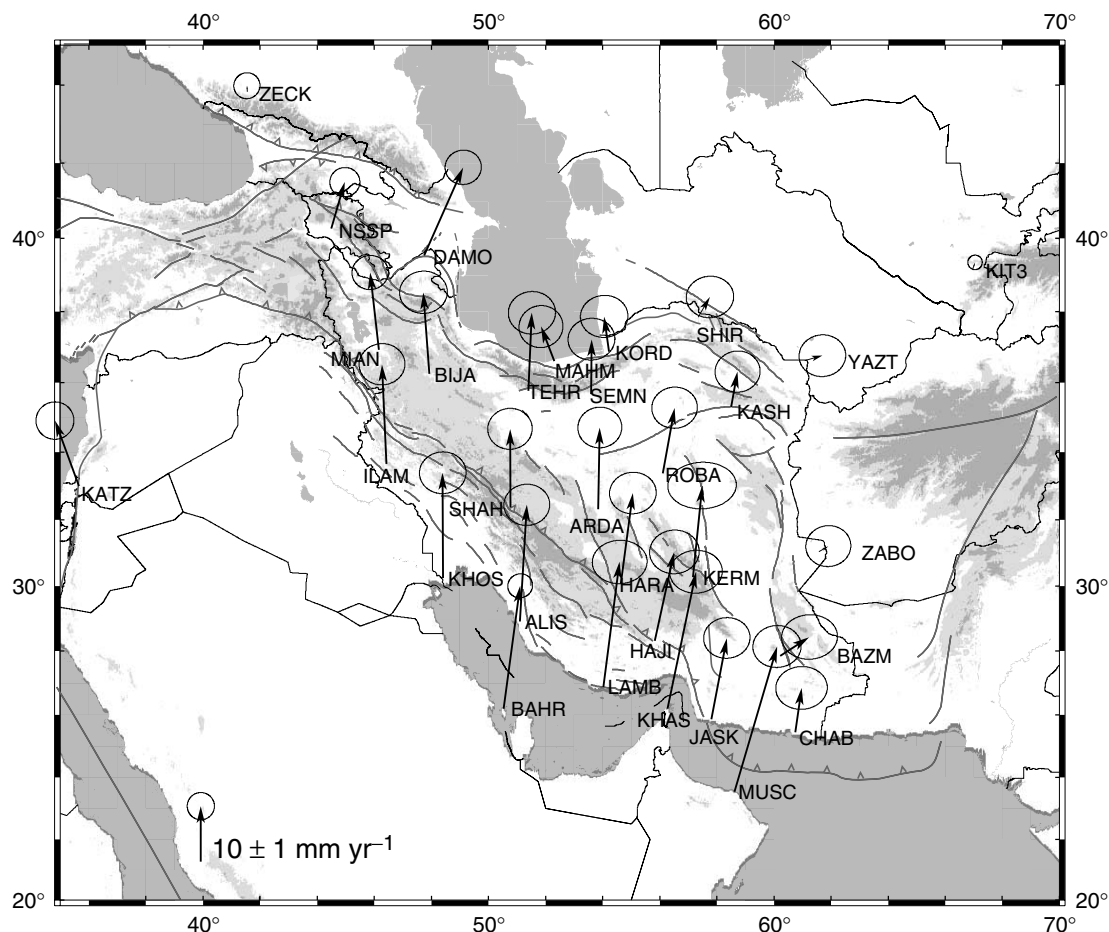 40° 50° 60° 70°
ZECK
NSSP
40° 40°
DAMO
KIT3
SHIR
MIAN
BIJA
MAHM
KORD
YAZT
TEHR
SEMN
KASH
ILAM
ROBA
KATZ
SHAH
ARDA
ZABO
KHOS
HARA
KERM
30° 30°
ALIS
HAJI
BAZM
LAMB
BAHR
KHAS
JASK
CHAB
MUSC
10 ± 1 mm yr⁻¹
20° 20°
40° 50° 60° 70°